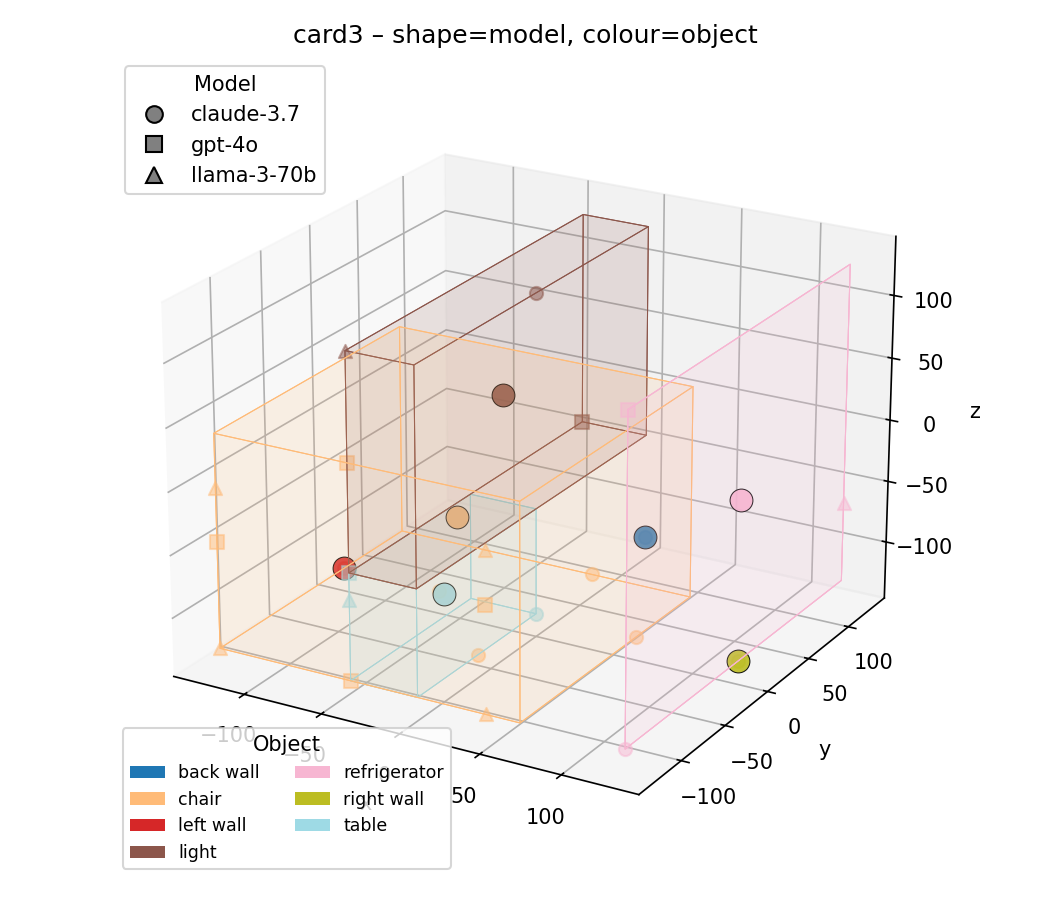 card3 – shape=model, colour=object
Model
claude-3.7
gpt-4o
llama-3-70b
100
50
0
−50
−100
z
100
50
0
−50
−100
y
−100
−50
50
100
x
Object
back wall
chair
left wall
light
refrigerator
right wall
table